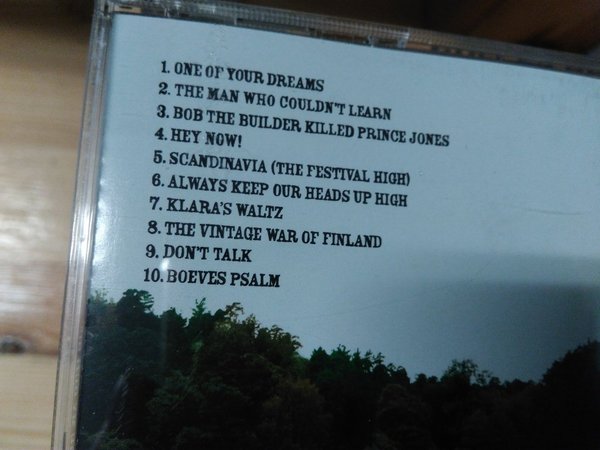 1. ONE OF YOUR DREAMS
2. THE MAN WHO COULDN'T LEARN
3. BOB THE BUILDER KILLED PRINCE JONES
4. HEY NOW!
5. SCANDINAVIA (THE FESTIVAL HIGH)
6. ALWAYS KEEP OUR HEADS UP HIGH
7. KLARA'S WALTZ
8. THE VINTAGE WAR OF FINLAND
9. DON'T TALK
10. BOEVES PSALM